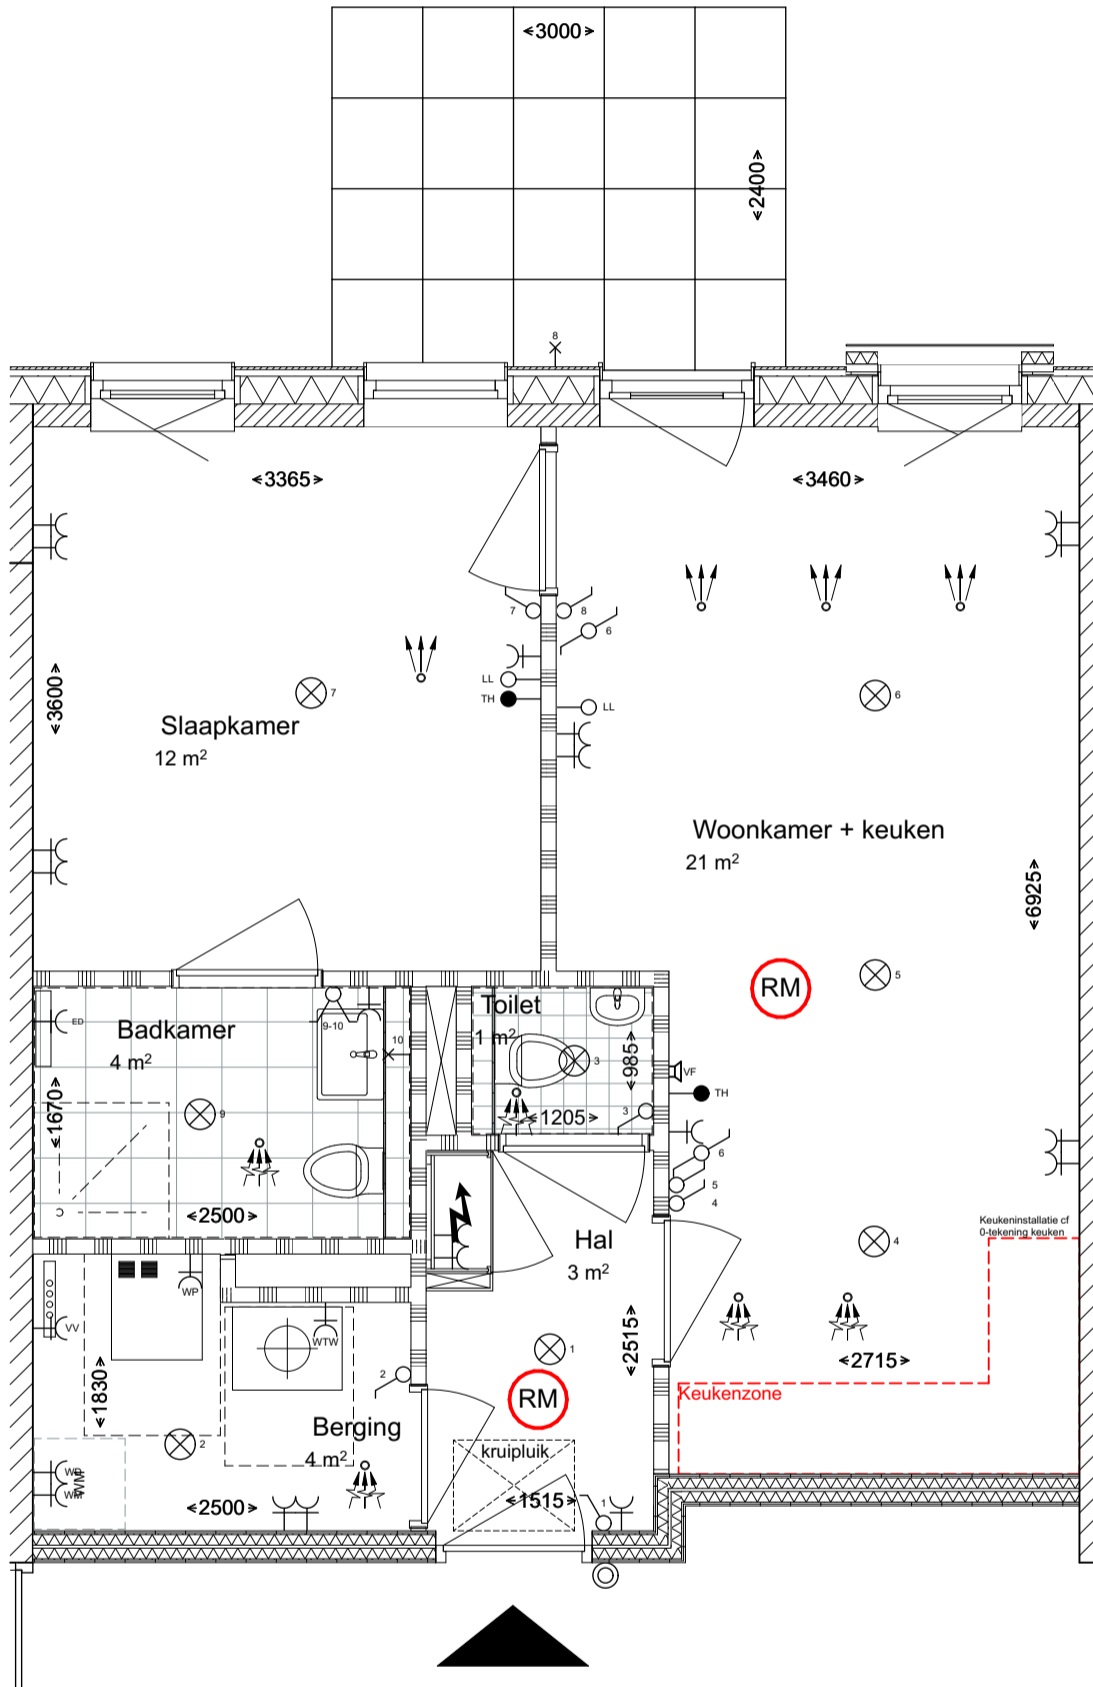 3000
2400
8
3365
3460
7
8
6
LL
TH
LL
7
6
3600
Slaapkamer
12 m²
Woonkamer + keuken
21 m²
6925
RM
5
ED
Badkamer
4 m²
9-10
10
Toilet
1 m²
3
985
VF
TH
1670
9
1205
3
6
5
4
2500
Hal
3 m²
4
Keukeninstallatie cf
0-tekening keuken
WP
VV
WTW
2515
1
2715
1830
2
RM
Keukenzone
Berging
4 m²
2
kruipluik
WD
WM
WM
2500
1515
1